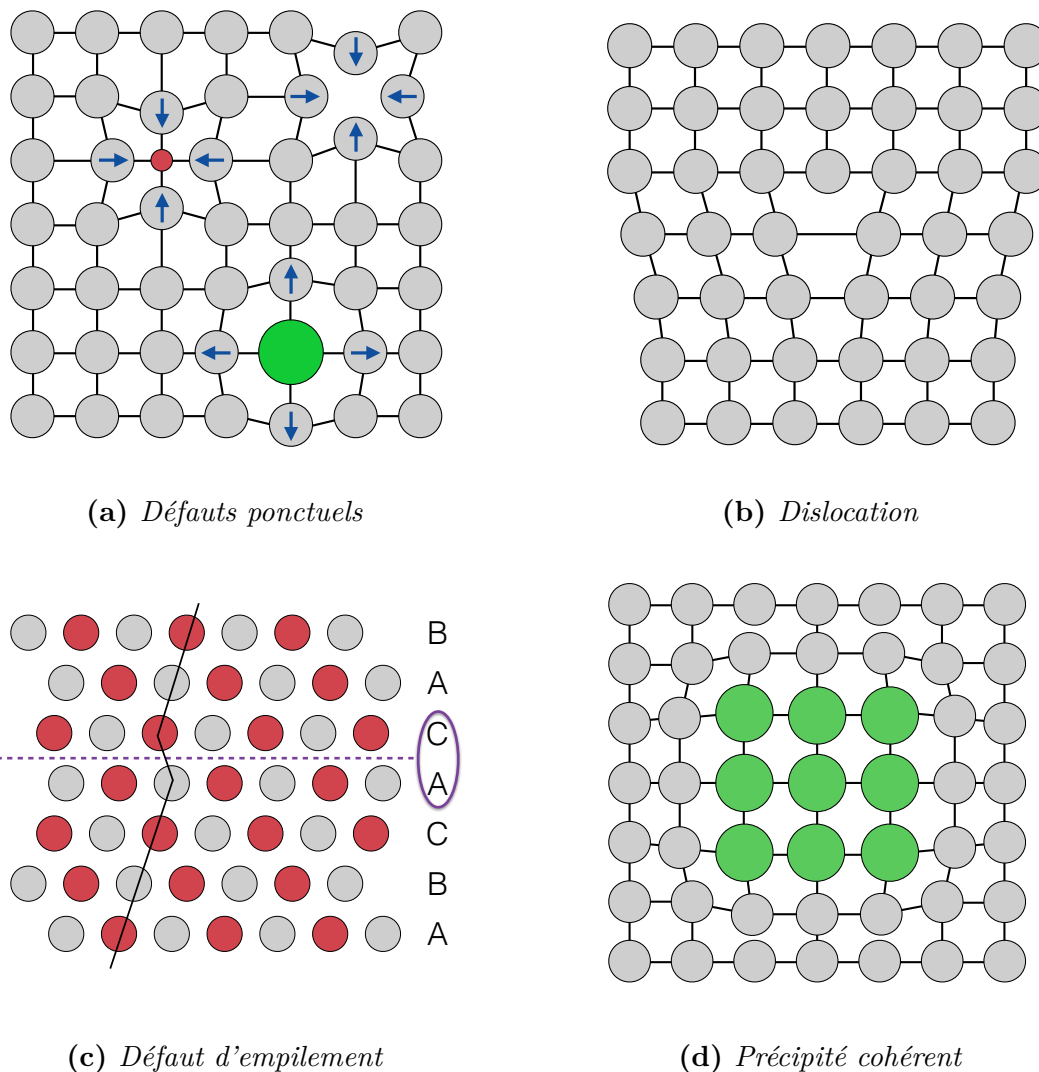 (a) Défauts ponctuels
(b) Dislocation
B
A
C
A
C
B
A
(c) Défaut d'empilement
(d) Précipité cohérent